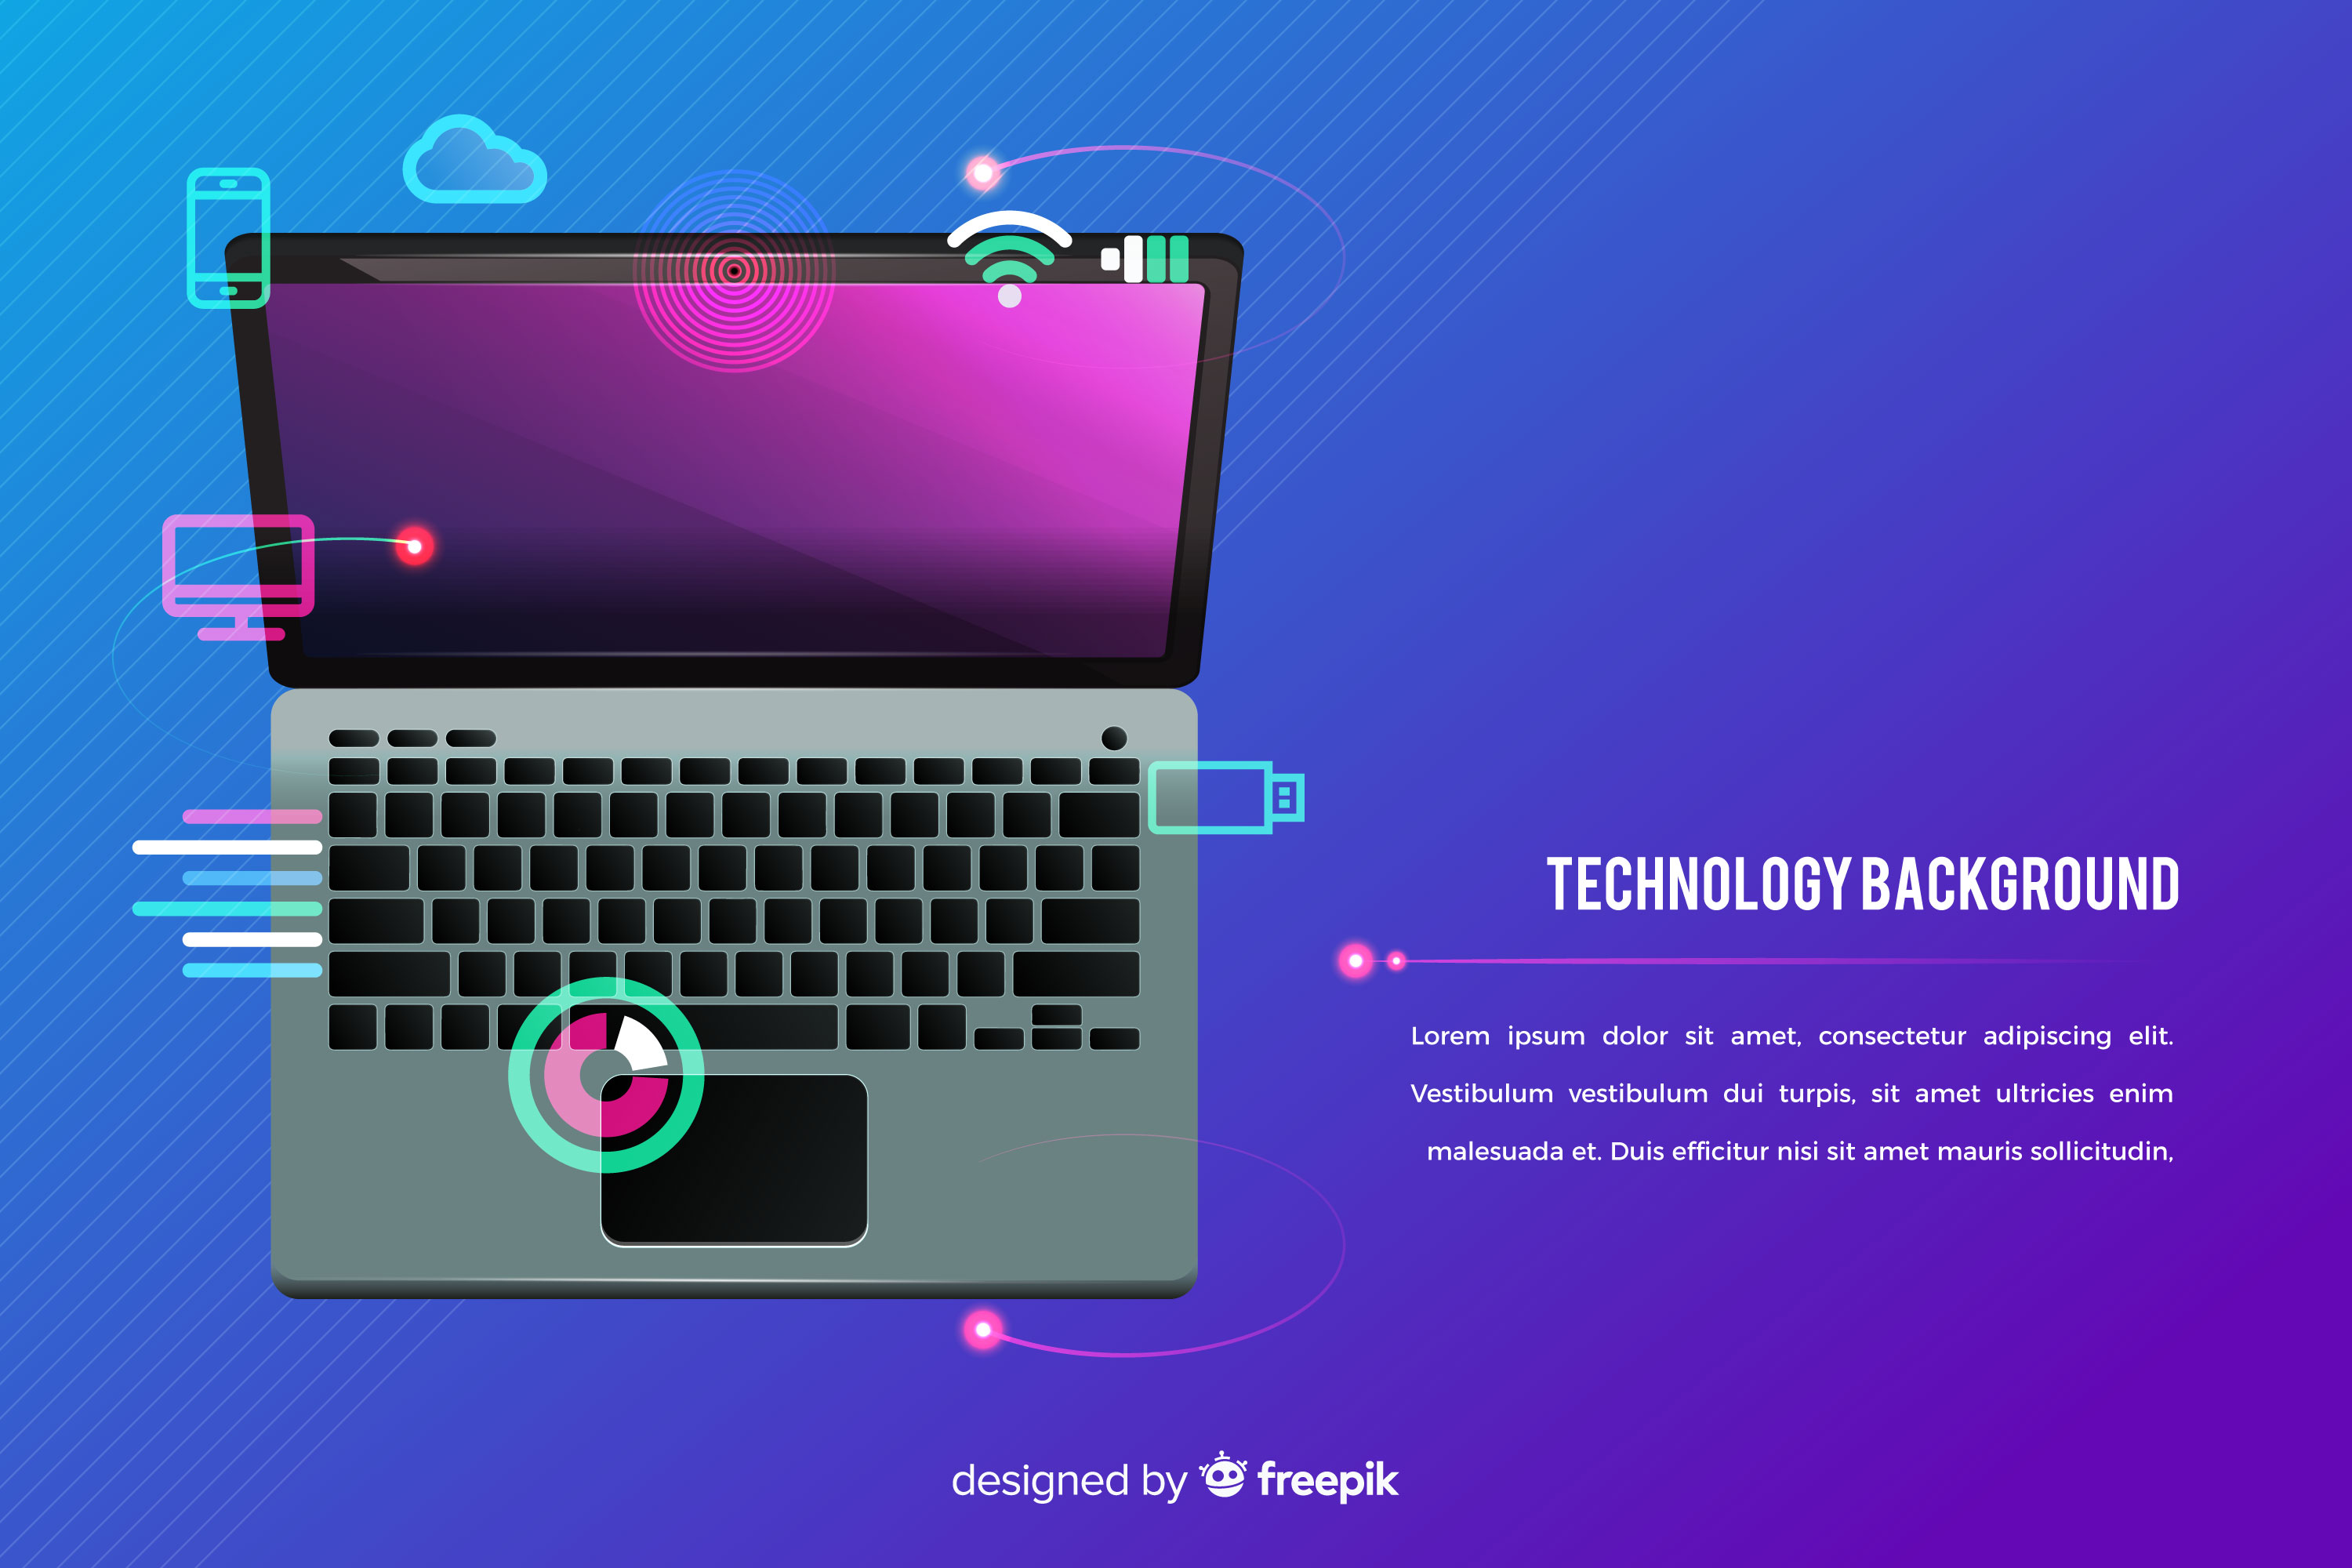 TECHNOLOGY BACKGROUND
Lorem ipsum dolor sit amet, consectetur adipiscing elit.
Vestibulum vestibulum dui turpis, sit amet ultricies enim
malesuada et. Duis efficitur nisi sit amet mauris sollicitudin,
designed by freepik